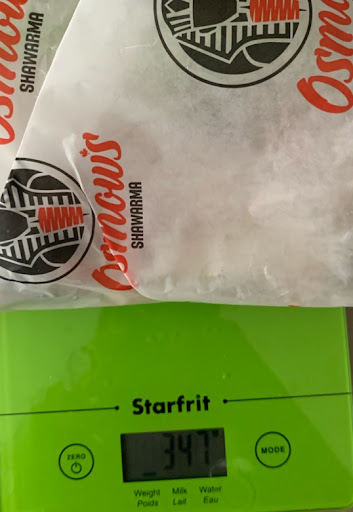 Osmow's
SHAWARMA
Osmow's
SHAWARMA
Starfrit
ZERO
347
MODE
Weight Milk Water
Poids Lait Eau